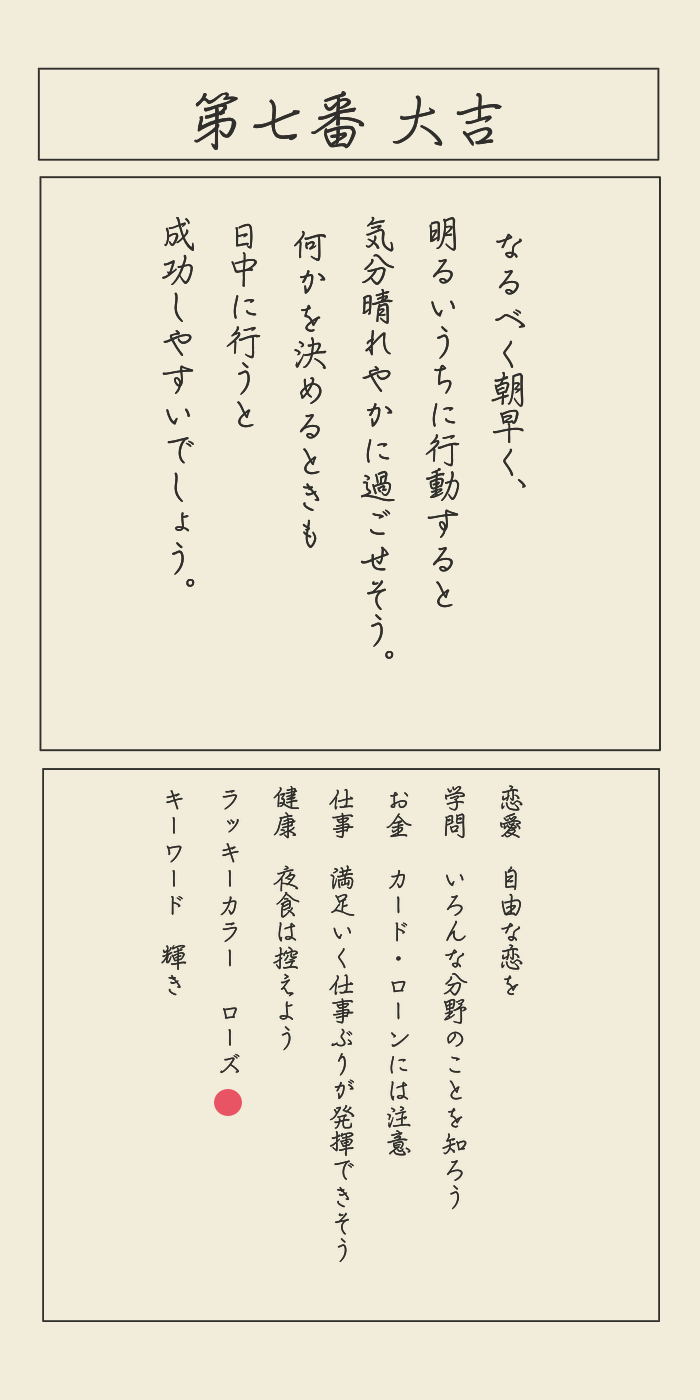 第七番 大吉
なるべく朝早く、
明るいうちに行動すると
気分晴れやかに過ごせそう。
何かを決めるときも
日中に行うと
成功しやすいでしょう。
恋愛　自由な恋を
学問　いろんな分野のことを知ろう
お金　カード・ローンには注意
仕事　満足いく仕事ぶりが発揮できそう
健康　夜食は控えよう
ラッキーカラー　ローズ
キーワード　輝き